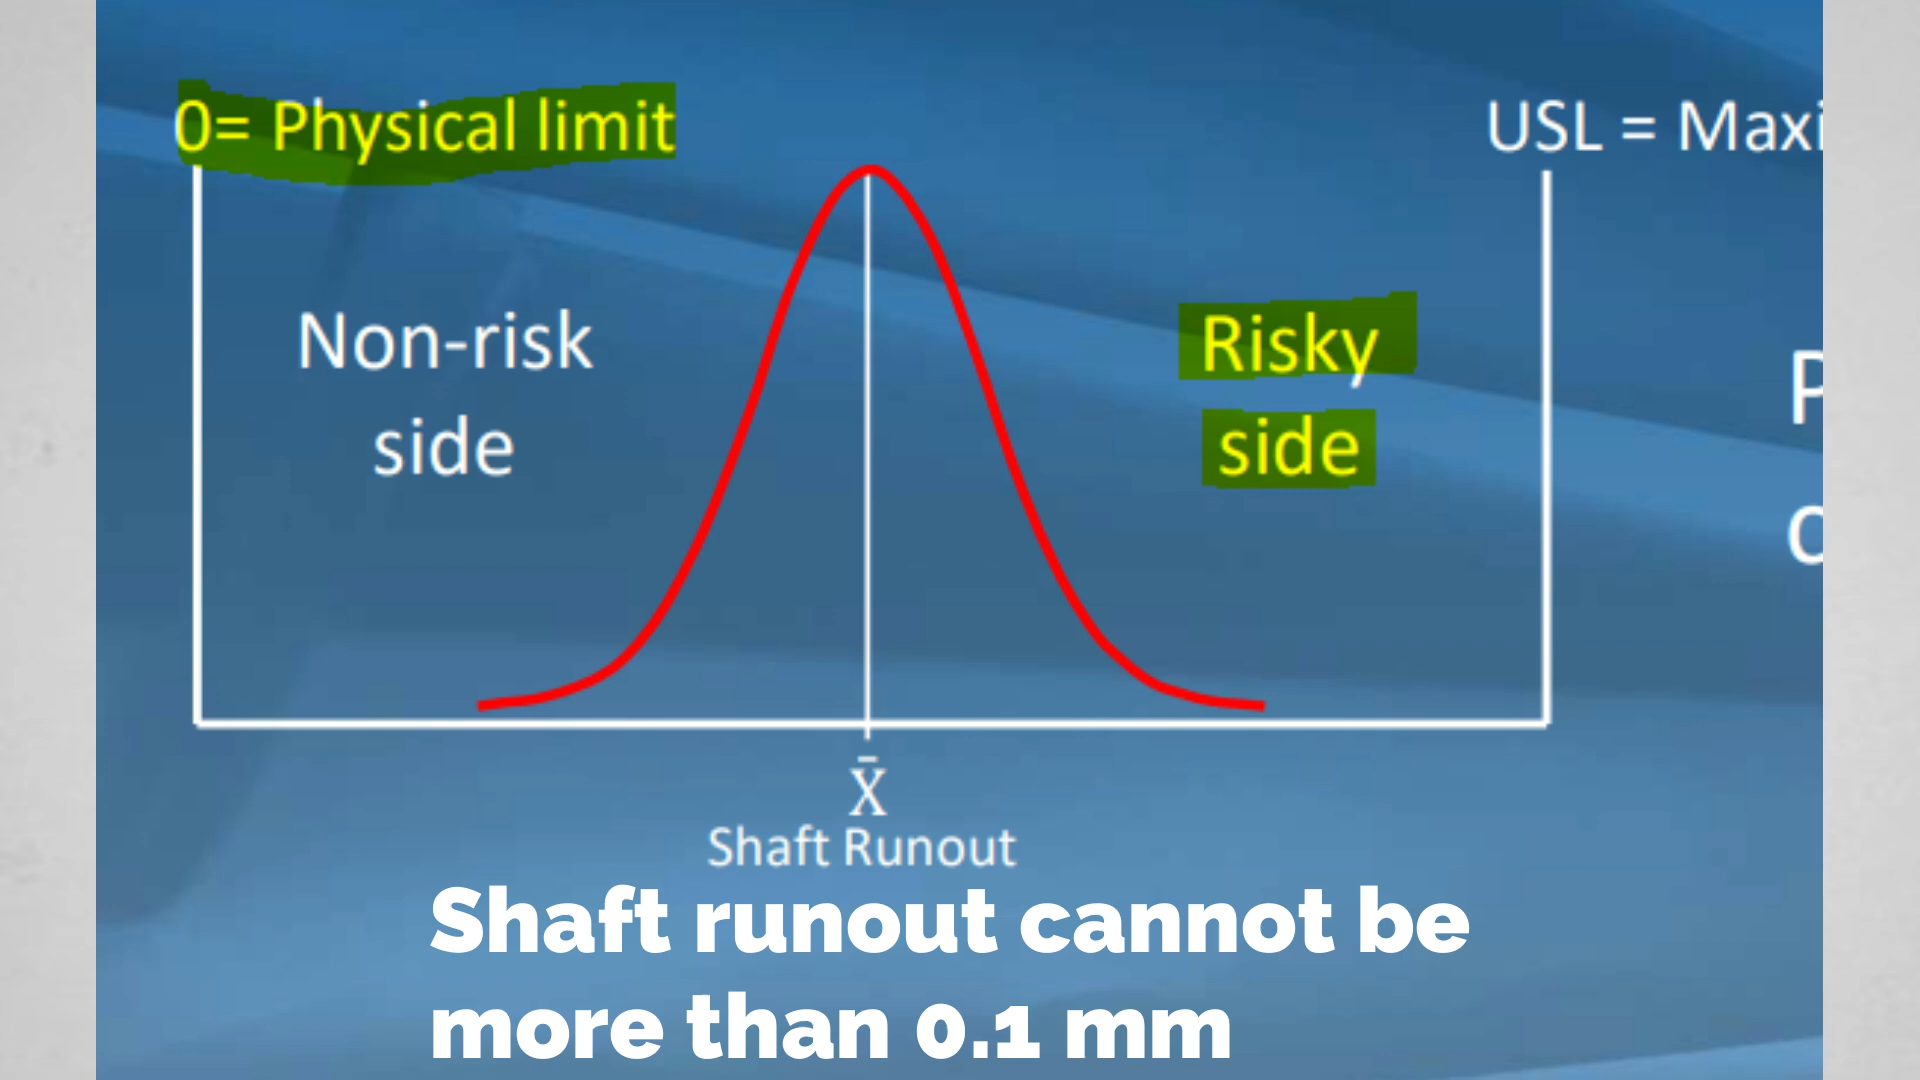 0= Physical limit
USL = Maxi
Non-risk
side
Risky
side
P
o
X̄
Shaft Runout
Shaft runout cannot be
more than 0.1 mm